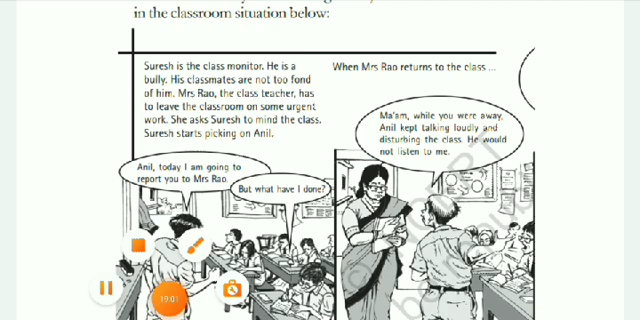 in the classroom situation below:
Suresh is the class monitor. He is a
bully. His classmates are not too fond
of him. Mrs Rao, the class teacher, has
to leave the classroom on some urgent
work. She asks Suresh to mind the class.
Suresh starts picking on Anil.
Anil, today I am going to
report you to Mrs Rao.
But what have I done?
When Mrs Rao returns to the class ...
Ma'am, while you were away,
Anil kept talking loudly and
disturbing the class. He would
not listen to me.
19:01